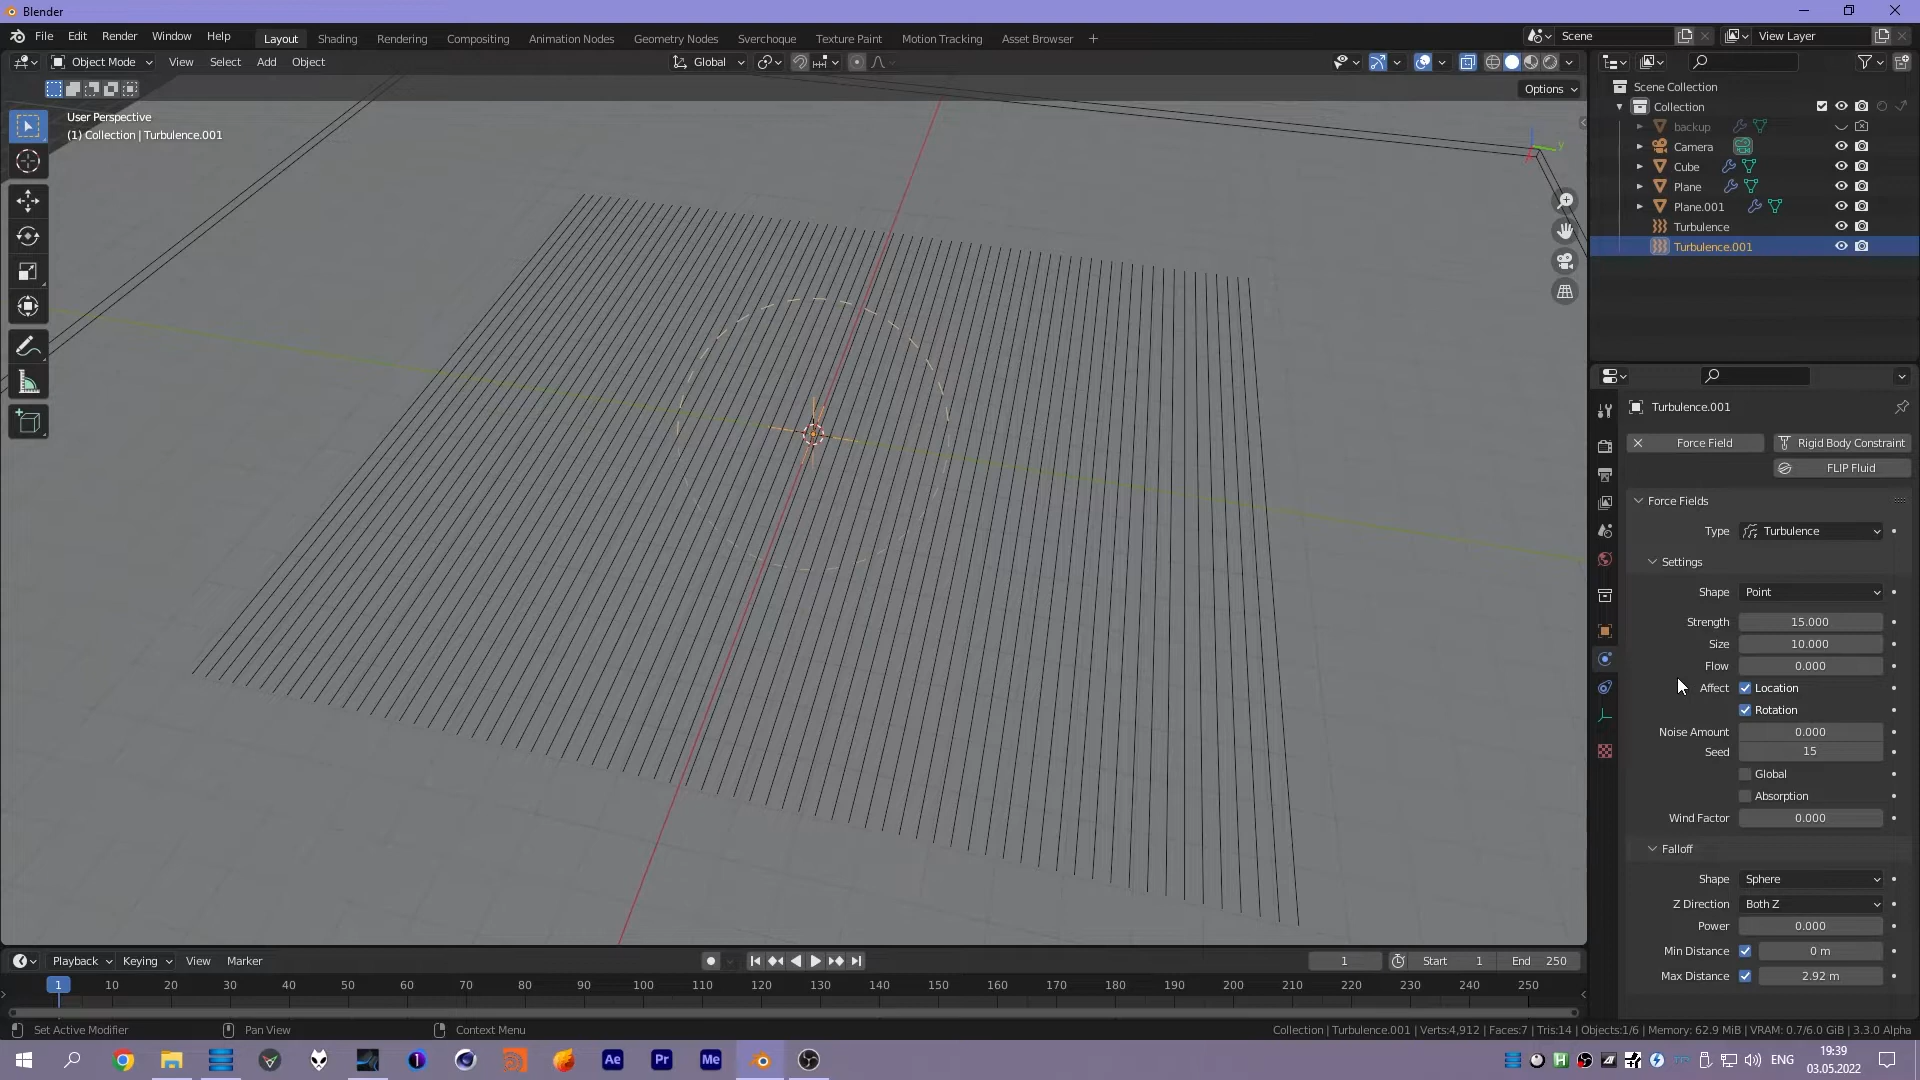 Blender
File Edit Render Window Help Layout Shading Rendering Compositing Animation Nodes Geometry Nodes Sverchoque Texture Paint Motion Tracking Asset Browser + Scene View Layer
Object Mode View Select Add Object Global
Options
User Perspective
(1) Collection | Turbulence.001
Y
Scene Collection
Collection
backup
Camera
Cube
Plane
Plane.001
Turbulence
Turbulence.001
Turbulence.001
Force Field Rigid Body Constraint
FLIP Fluid
Force Fields
Type Turbulence
Settings
Shape Point
Strength 15.000
Size 10.000
Flow 0.000
Affect Location
Rotation
Noise Amount 0.000
Seed 15
Global
Absorption
Wind Factor 0.000
Falloff
Shape Sphere
Z Direction Both Z
Power 0.000
Min Distance 0 m
Max Distance 2.92 m
Playback Keying View Marker 1 Start 1 End 250
1 10 20 30 40 50 60 70 80 90 100 110 120 130 140 150 160 170 180 190 200 210 220 230 240 250
Set Active Modifier Pan View Context Menu Collection | Turbulence.001 | Verts:4,912 | Faces:7 | Tris:14 | Objects:1/6 | Memory: 62.9 MiB | VRAM: 0.7/6.0 GiB | 3.3.0 Alpha
Ae Pr Me ENG 19:39
03.05.2022